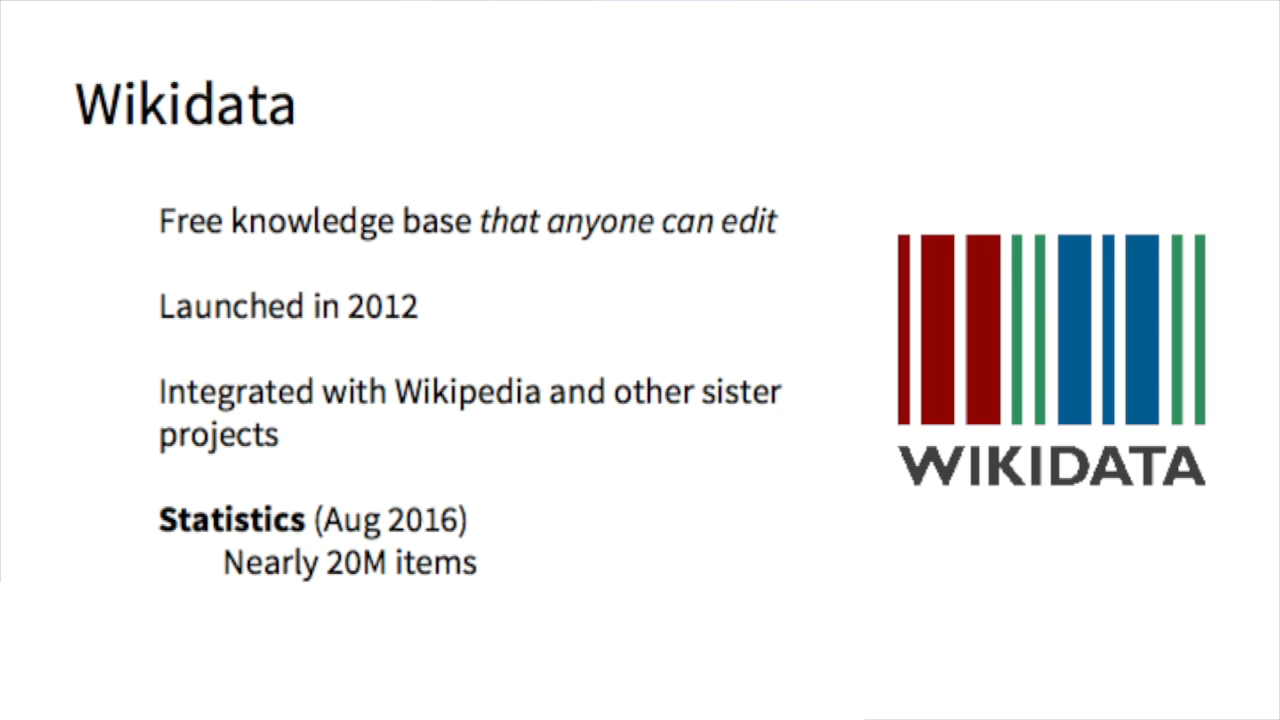 Wikidata
Free knowledge base that anyone can edit
Launched in 2012
Integrated with Wikipedia and other sister
projects
Statistics (Aug 2016)
Nearly 20M items
WIKIDATA